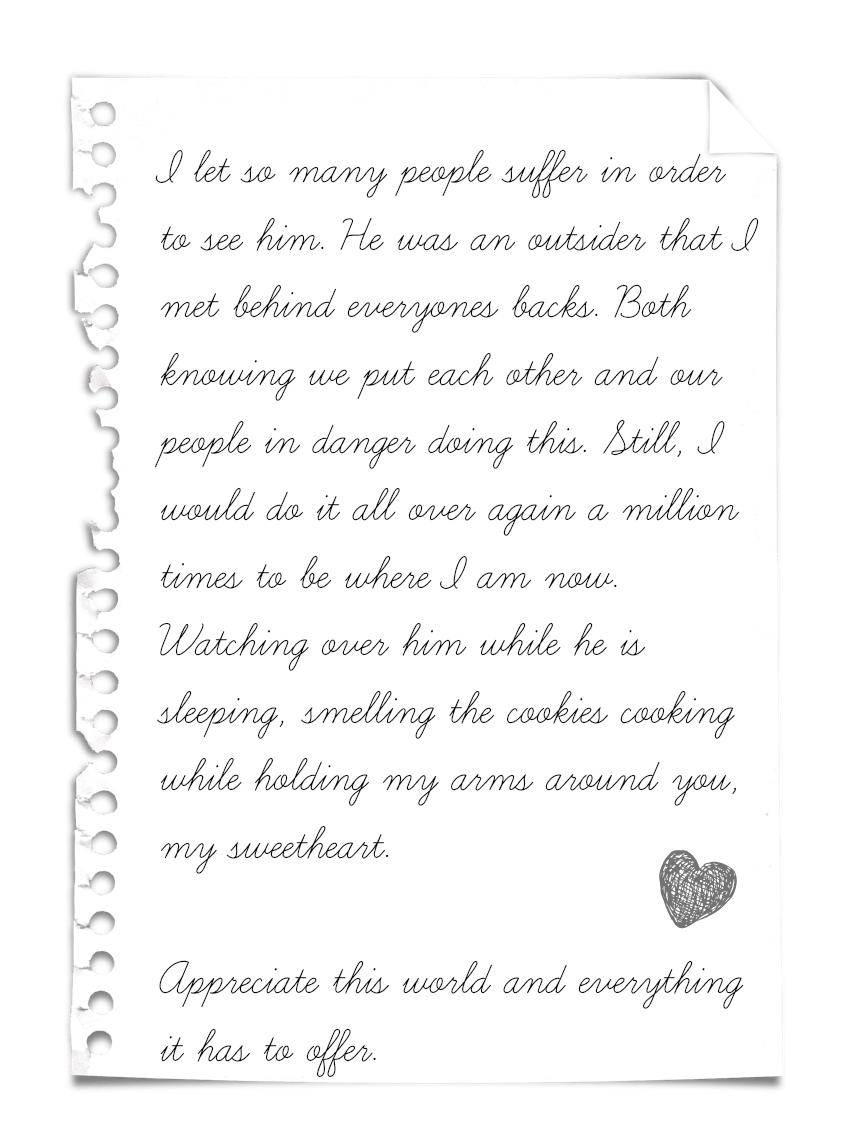 I let so many people suffer in order
to see him. He was an outsider that I
met behind everyones backs. Both
knowing we put each other and our
people in danger doing this. Still, I
would do it all over again a million
times to be where I am now.
Watching over him while he is
sleeping, smelling the cookies cooking
while holding my arms around you,
my sweetheart.
Appreciate this world and everything
it has to offer.